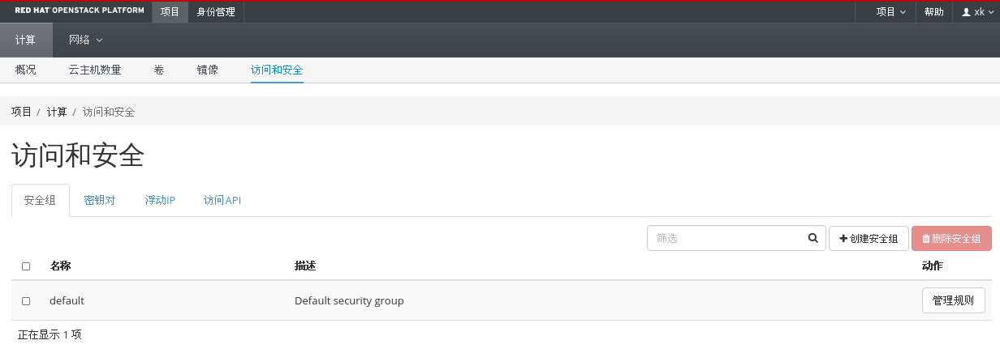 RED HAT OPENSTACK PLATFORM 项目 身份管理 项目 帮助 xk
计算 网络
概况 云主机数量 卷 镜像 访问和安全
项目 / 计算 / 访问和安全
访问和安全
安全组 密钥对 浮动IP 访问API
筛选 创建安全组 删除安全组
名称 描述 动作
default Default security group 管理规则
正在显示 1 项